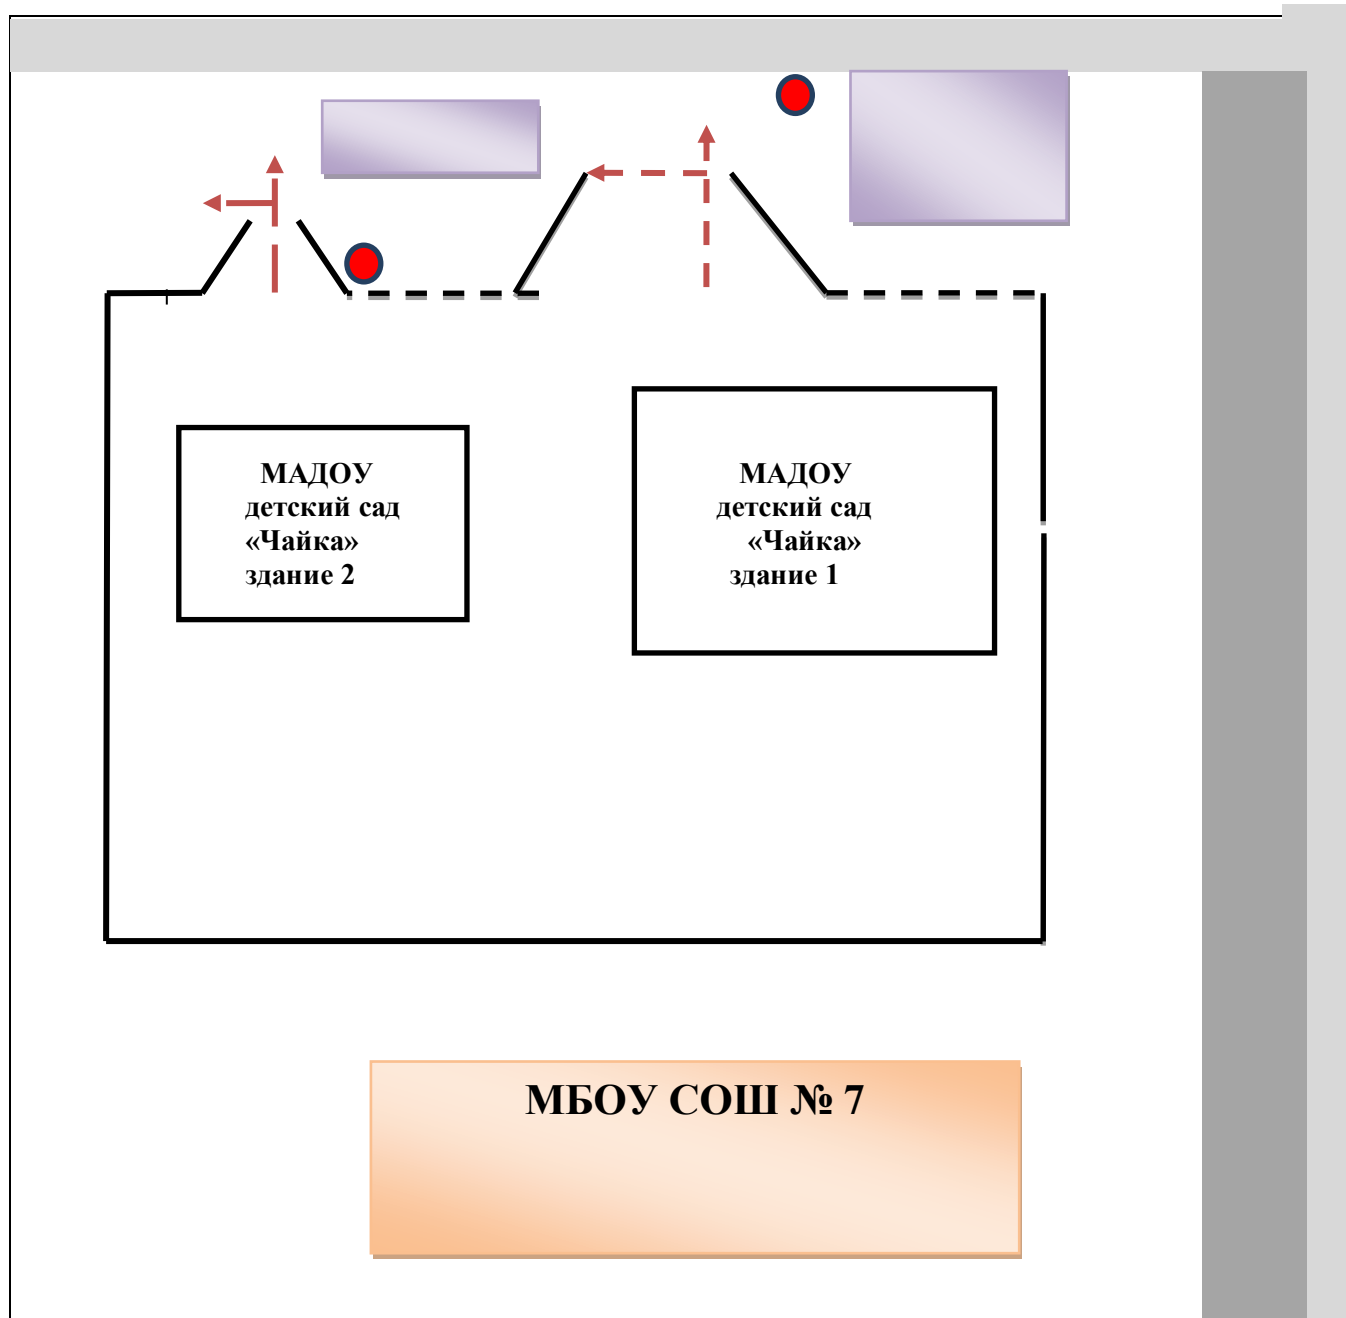 МАДОУ
детский сад
«Чайка»
здание 2
МАДОУ
детский сад
«Чайка»
здание 1
МБОУ СОШ № 7